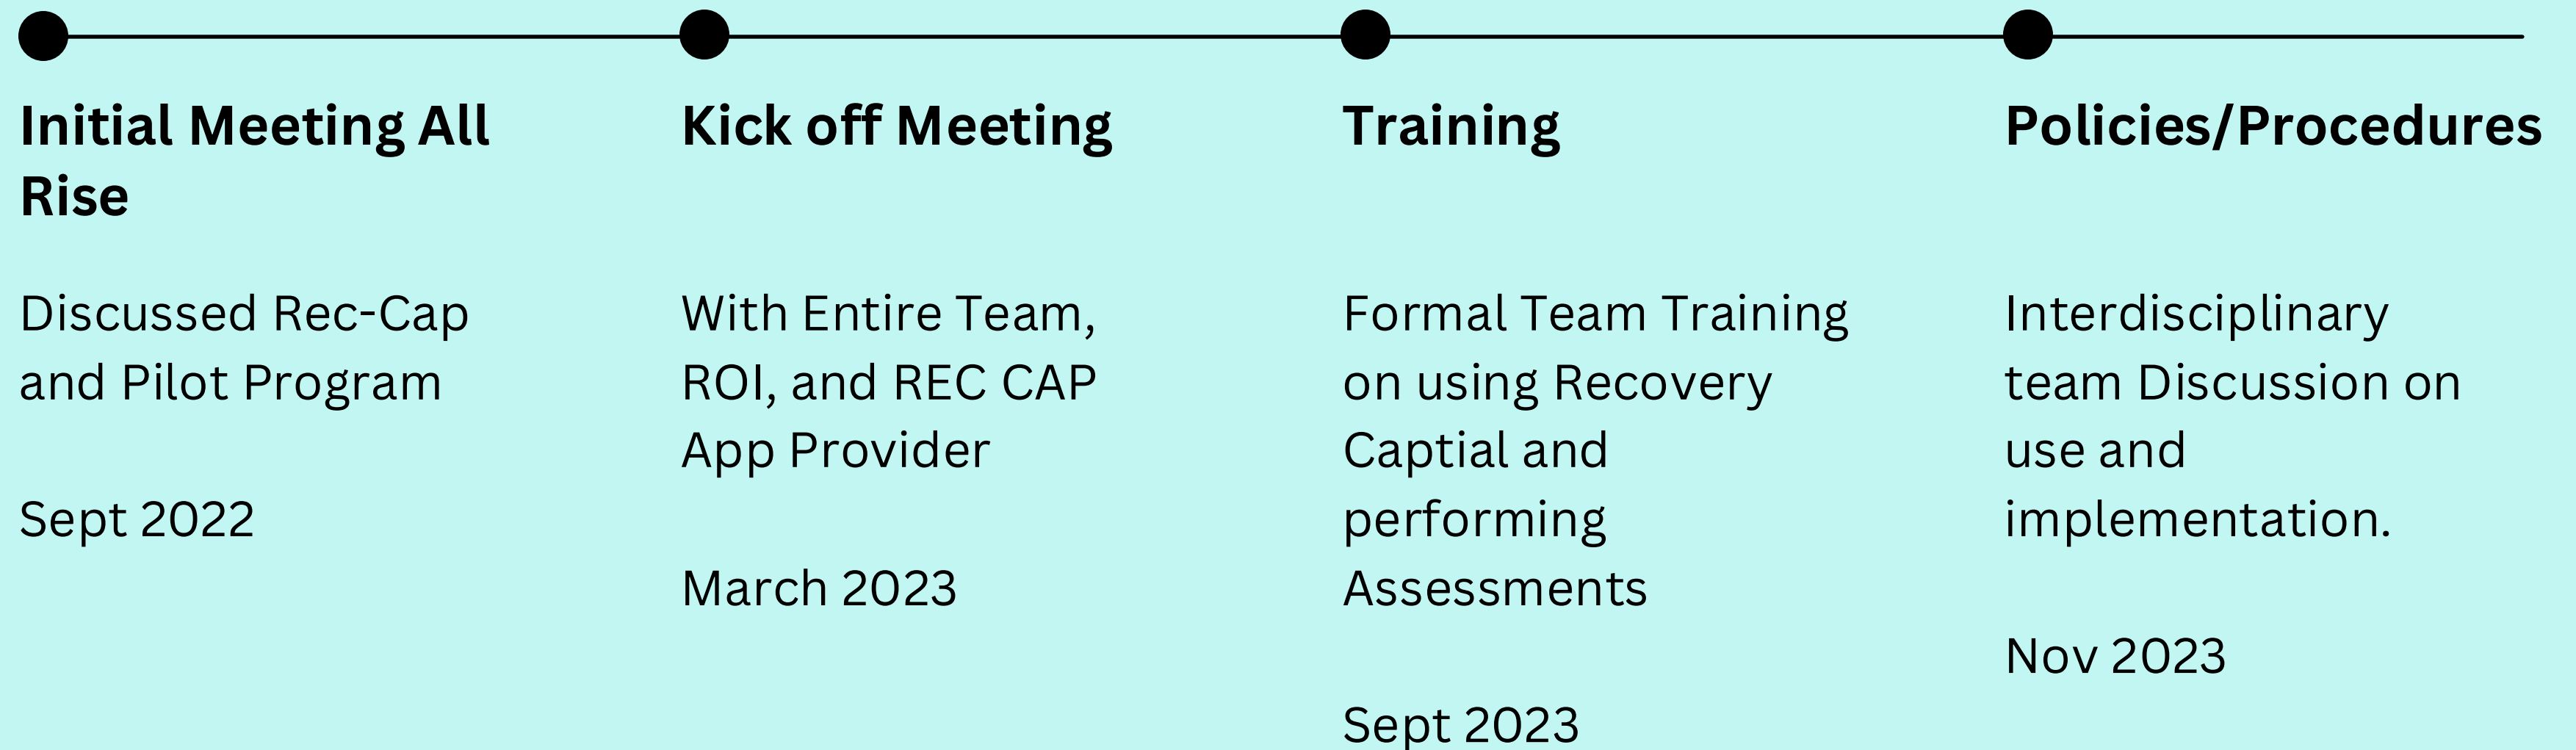 Initial Meeting All
Rise
Discussed Rec-Cap
and Pilot Program
Sept 2022
Kick off Meeting
With Entire Team,
ROI, and REC CAP
App Provider
March 2023
Training
Formal Team Training
on using Recovery
Captial and
performing
Assessments
Sept 2023
Policies/Procedures
Interdisciplinary
team Discussion on
use and
implementation.
Nov 2023